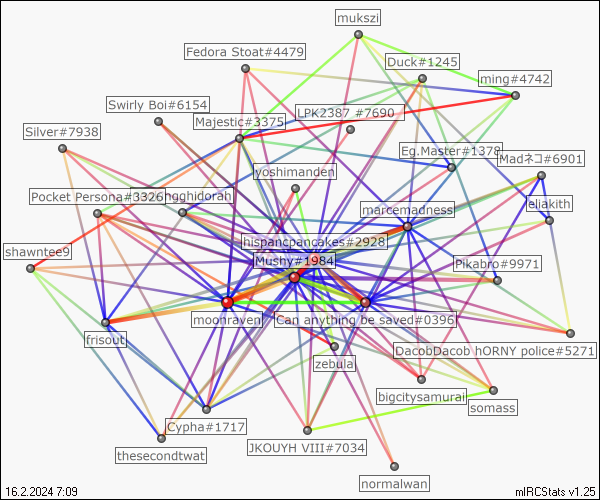 mukszi
Fedora Stoat#4479
Duck#1245
ming#4742
Swirly Boi#6154
LPK2387 #7690
Majestic#3375
Silver#7938
Eg.Master#1378
Madネコ#6901
yoshimanden
Pocket Persona#3326
hgghidorah
eliakith
marcemadness
hispancpancakes#2928
shawntee9
Mushy#1984
Pikabro#9971
moonraven
Can anything be saved#0396
frisout
DacobDacob hORNY police#5271
zebula
bigcitysamurai
somass
Cypha#1717
JKOUYH VIII#7034
thesecondtwat
normalwan
16.2.2024 7:09
mIRCStats v1.25